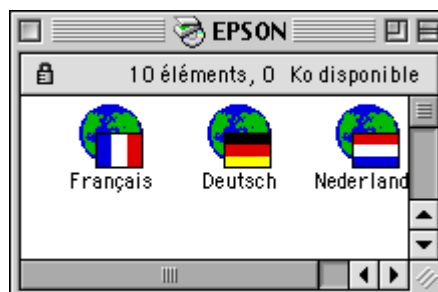 EPSON
10 éléments, 0 Ko disponible
Français Deutsch Nederland